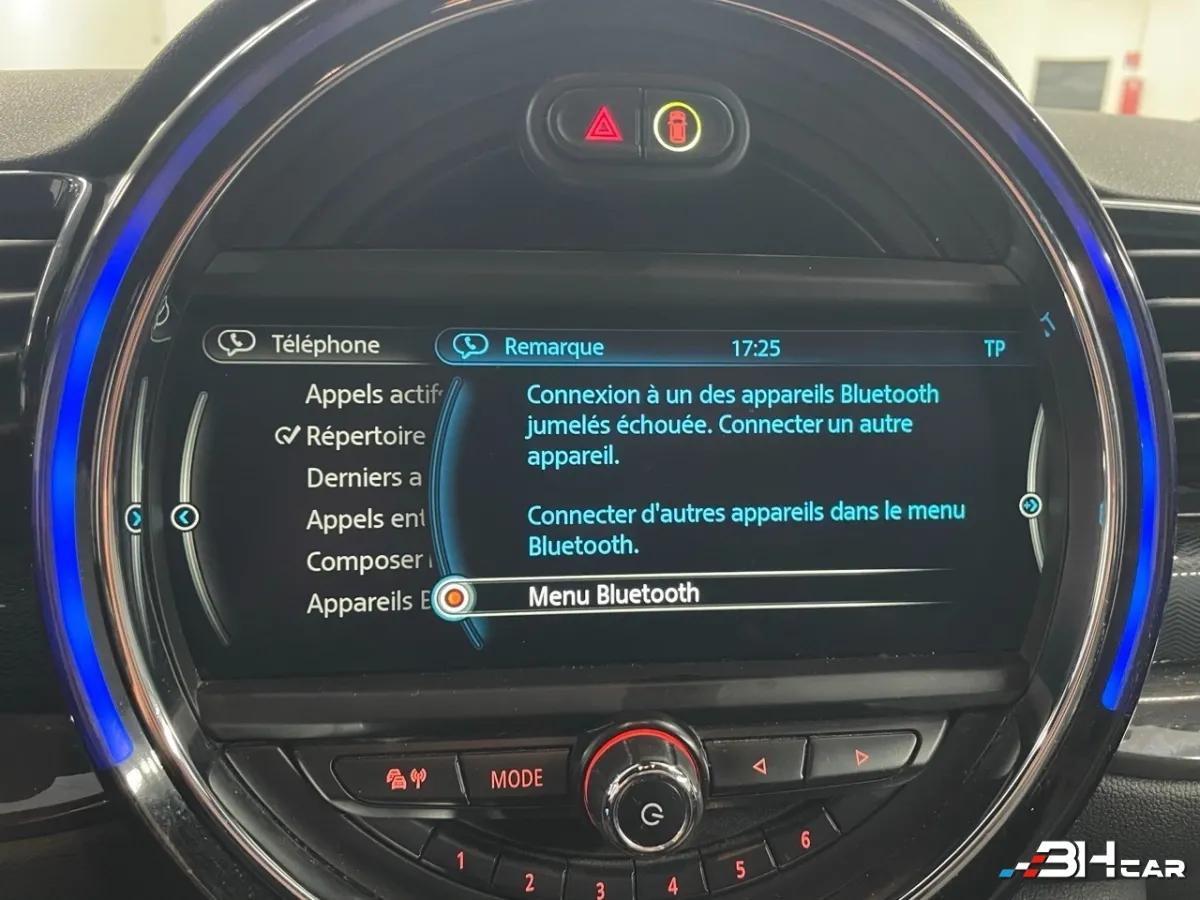 Téléphone
Remarque 17:25 TP
Appels actif
Répertoire
Derniers a
Appels ent
Composer
Appareils
Connexion à un des appareils Bluetooth
jumelés échouée. Connecter un autre
appareil.
Connecter d'autres appareils dans le menu
Bluetooth.
Menu Bluetooth
MODE
1 2 3 4 5 6
3HCAR